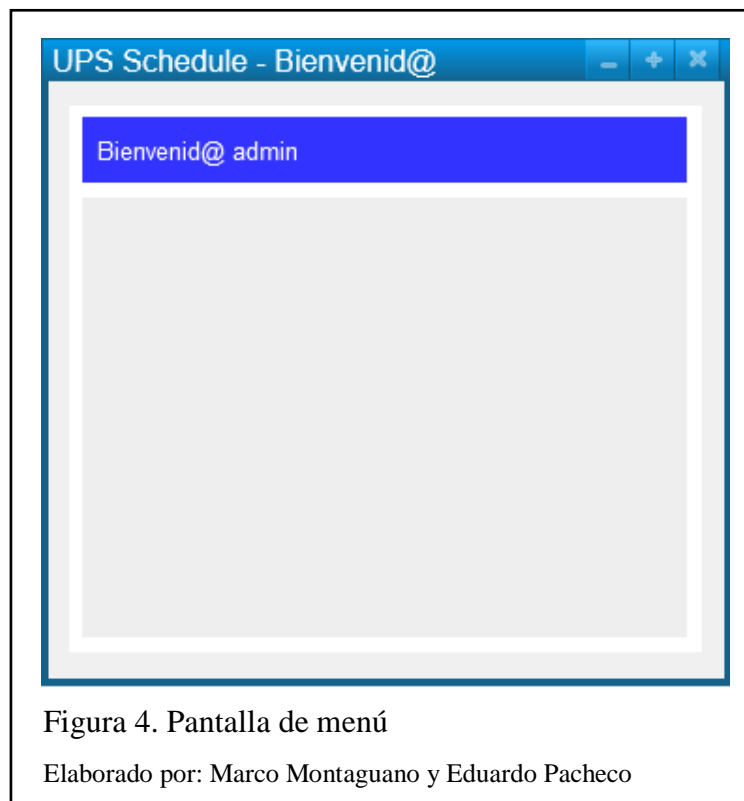 UPS Schedule - Bienvenid@
Bienvenid@ admin
Figura 4. Pantalla de menú
Elaborado por: Marco Montaguano y Eduardo Pacheco